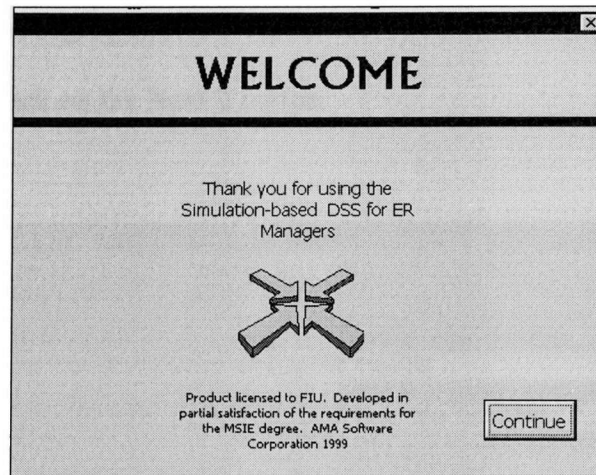 WELCOME
Thank you for using the
Simulation-based DSS for ER
Managers
Product licensed to FIU. Developed in
partial satisfaction of the requirements for
the MSIE degree. AMA Software
Corporation 1999
Continue